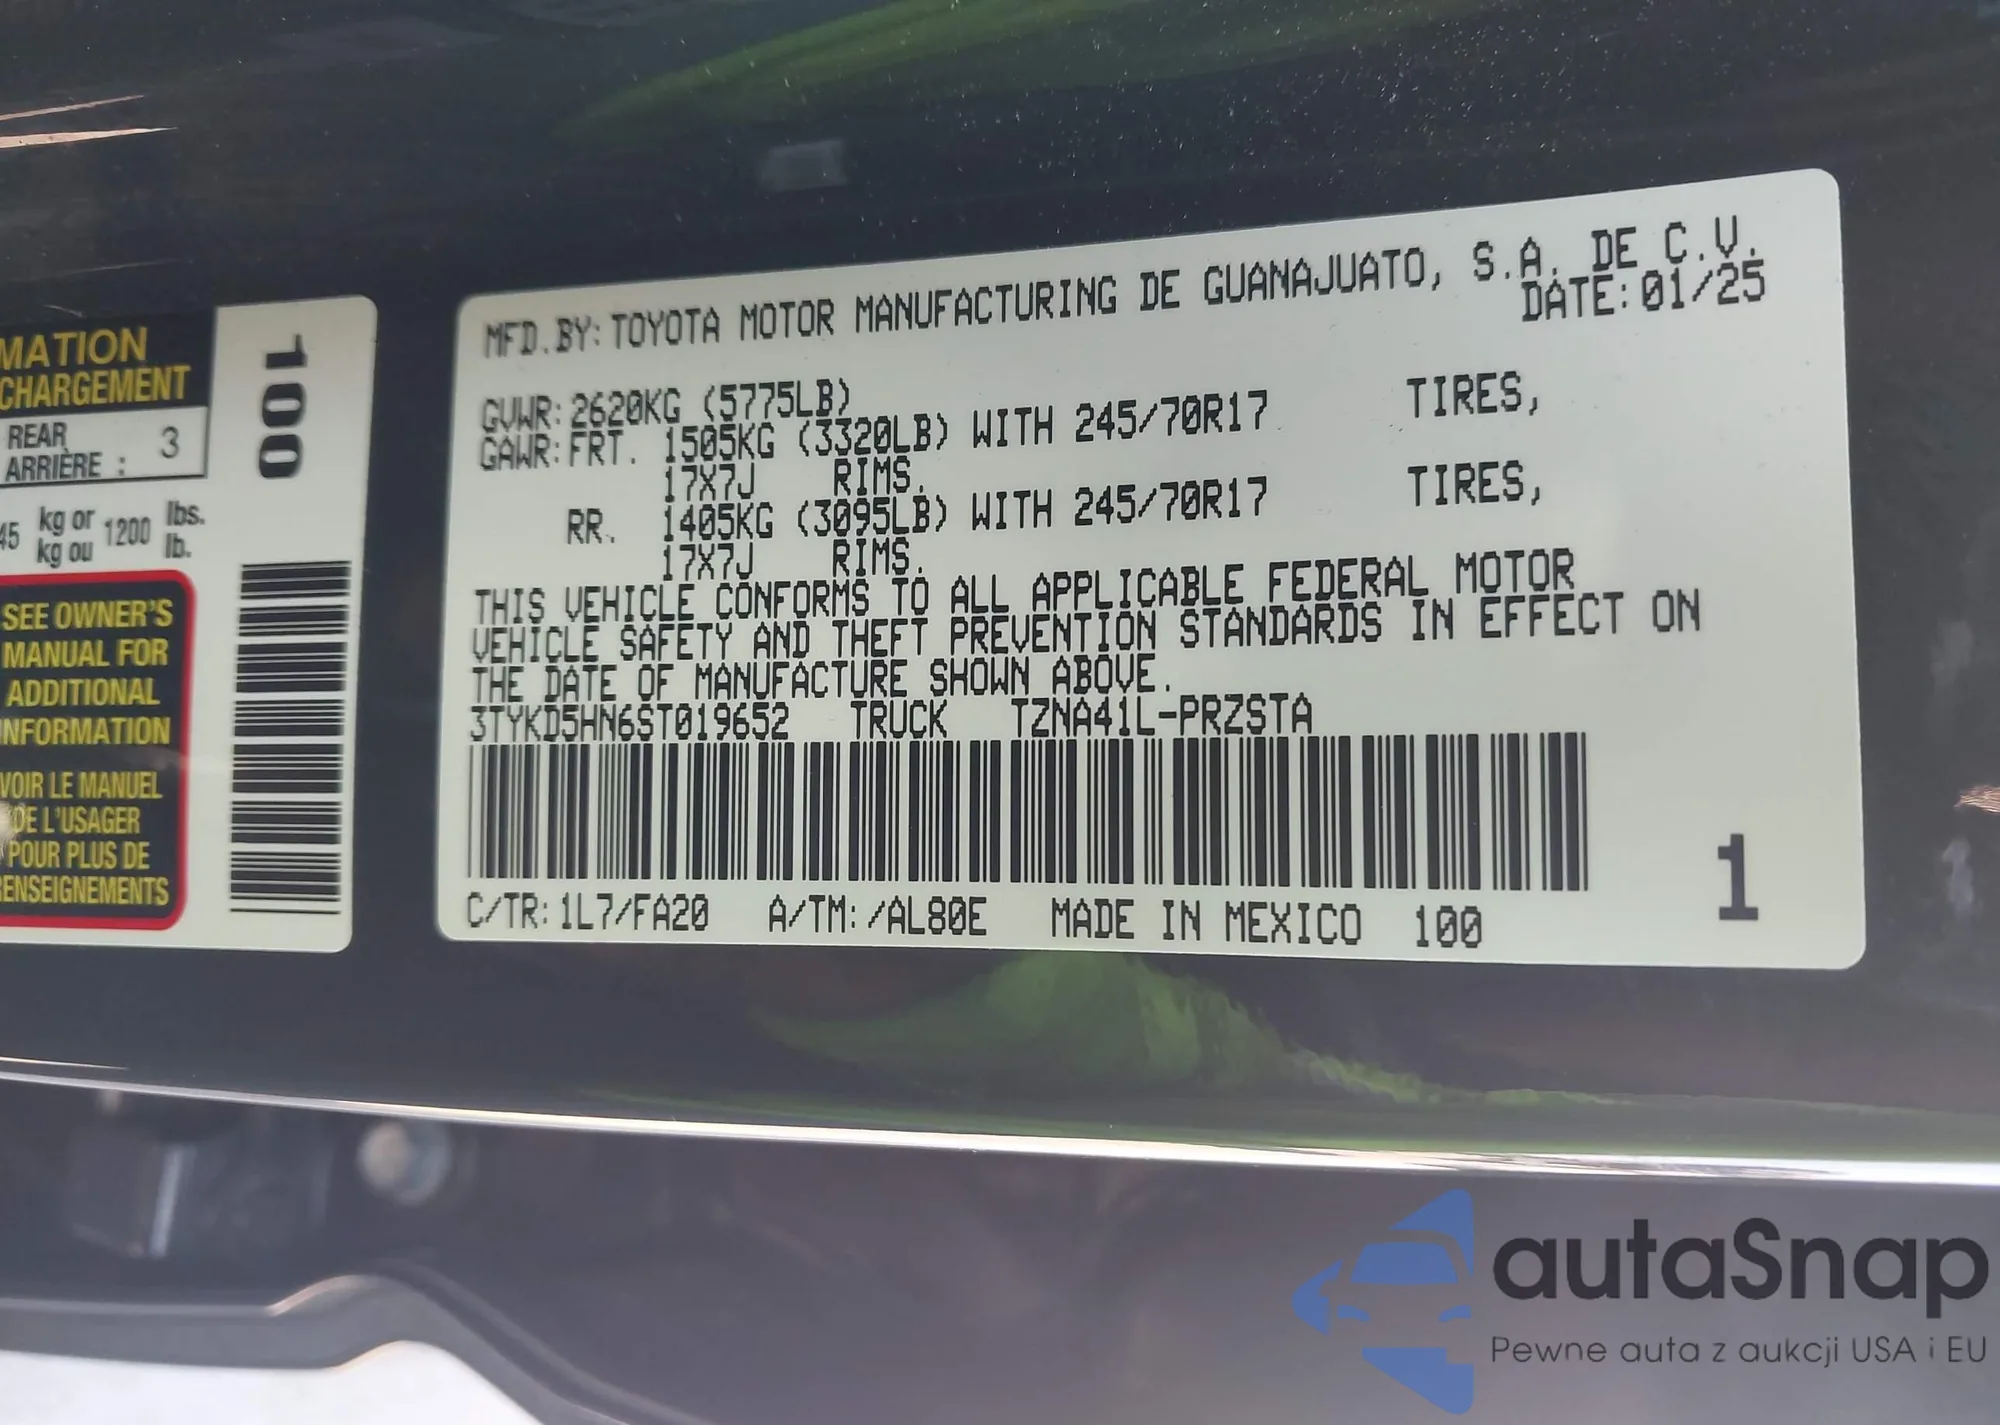 MATION
CHARGEMENT
REAR
ARRIÈRE : 3
45 kg or 1200 lbs.
kg ou lb.
SEE OWNER'S
MANUAL FOR
ADDITIONAL
INFORMATION
VOIR LE MANUEL
DE L'USAGER
POUR PLUS DE
RENSEIGNEMENTS
100
MFD.BY:TOYOTA MOTOR MANUFACTURING DE GUANAJUATO, S.A. DE C.V.
DATE:01/25
GVWR:2620KG (5775LB)
GAWR:FRT. 1505KG (3320LB) WITH 245/70R17 TIRES,
17X7J RIMS.
RR. 1405KG (3095LB) WITH 245/70R17 TIRES,
17X7J RIMS.
THIS VEHICLE CONFORMS TO ALL APPLICABLE FEDERAL MOTOR
VEHICLE SAFETY AND THEFT PREVENTION STANDARDS IN EFFECT ON
THE DATE OF MANUFACTURE SHOWN ABOVE.
3TYKD5HN6ST019652 TRUCK TZNA41L-PRZSTA
C/TR:1L7/FA20 A/TM:/AL80E MADE IN MEXICO 100
1
autaSnap
Pewne auta z aukcji USA i EU